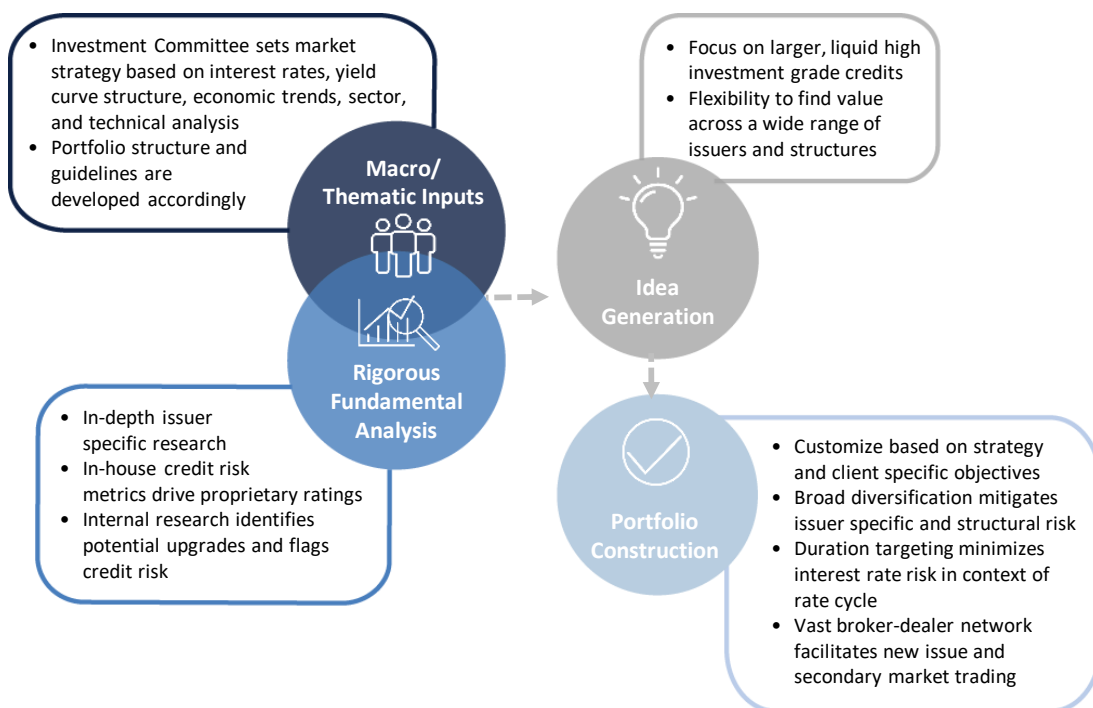 • Investment Committee sets market
strategy based on interest rates, yield
curve structure, economic trends, sector,
and technical analysis
• Portfolio structure and
guidelines are
developed accordingly
Macro/
Thematic Inputs
• Focus on larger, liquid high
investment grade credits
• Flexibility to find value
across a wide range of
issuers and structures
Idea
Generation
Rigorous
Fundamental
Analysis
• In-depth issuer
specific research
• In-house credit risk
metrics drive proprietary ratings
• Internal research identifies
potential upgrades and flags
credit risk
Portfolio
Construction
• Customize based on strategy
and client specific objectives
• Broad diversification mitigates
issuer specific and structural risk
• Duration targeting minimizes
interest rate risk in context of
rate cycle
• Vast broker-dealer network
facilitates new issue and
secondary market trading